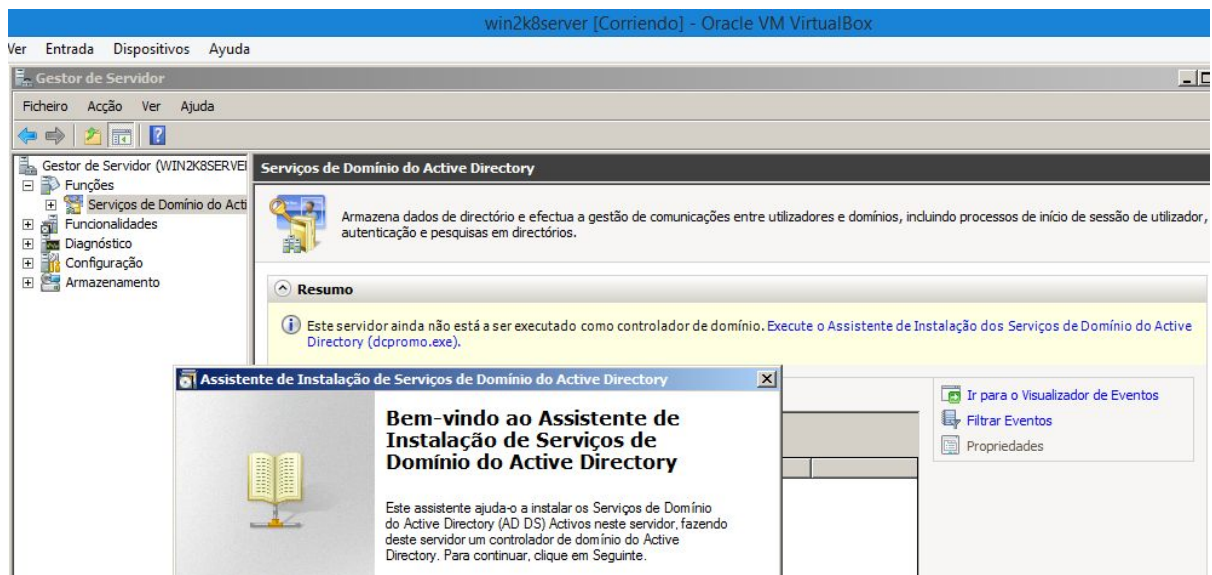 win2k8server [Corriendo] - Oracle VM VirtualBox
Ver Entrada Dispositivos Ayuda
Gestor de Servidor
Ficheiro Acção Ver Ajuda
Gestor de Servidor (WIN2K8SERVE
Funções
Serviços de Domínio do Acti
Funcionalidades
Diagnóstico
Configuração
Armazenamento
Serviços de Domínio do Active Directory
Armazena dados de directório e efectua a gestão de comunicações entre utilizadores e domínios, incluindo processos de início de sessão de utilizador,
autenticação e pesquisas em directórios.
Resumo
Este servidor ainda não está a ser executado como controlador de domínio. Execute o Assistente de Instalação dos Serviços de Domínio do Active
Directory (dcpromo.exe).
Assistente de Instalação de Serviços de Domínio do Active Directory
Bem-vindo ao Assistente de
Instalação de Serviços de
Domínio do Active Directory
Este assistente ajuda-o a instalar os Serviços de Domínio
do Active Directory (AD DS) Activos neste servidor, fazendo
deste servidor um controlador de domínio do Active
Directory. Para continuar, clique em Seguinte.
Ir para o Visualizador de Eventos
Filtrar Eventos
Propriedades